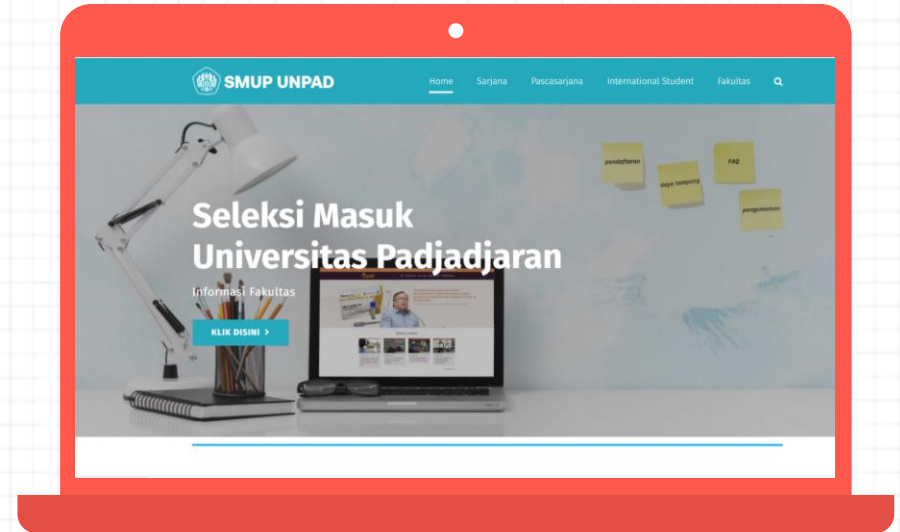 SMUP UNPAD
Home Sarjana Pascasarjana International Student Fakultas
pendaftaran
daya tampung
FAQ
pengumuman
Seleksi Masuk
Universitas Padjadjaran
Informasi Fakultas
KLIK DISINI >